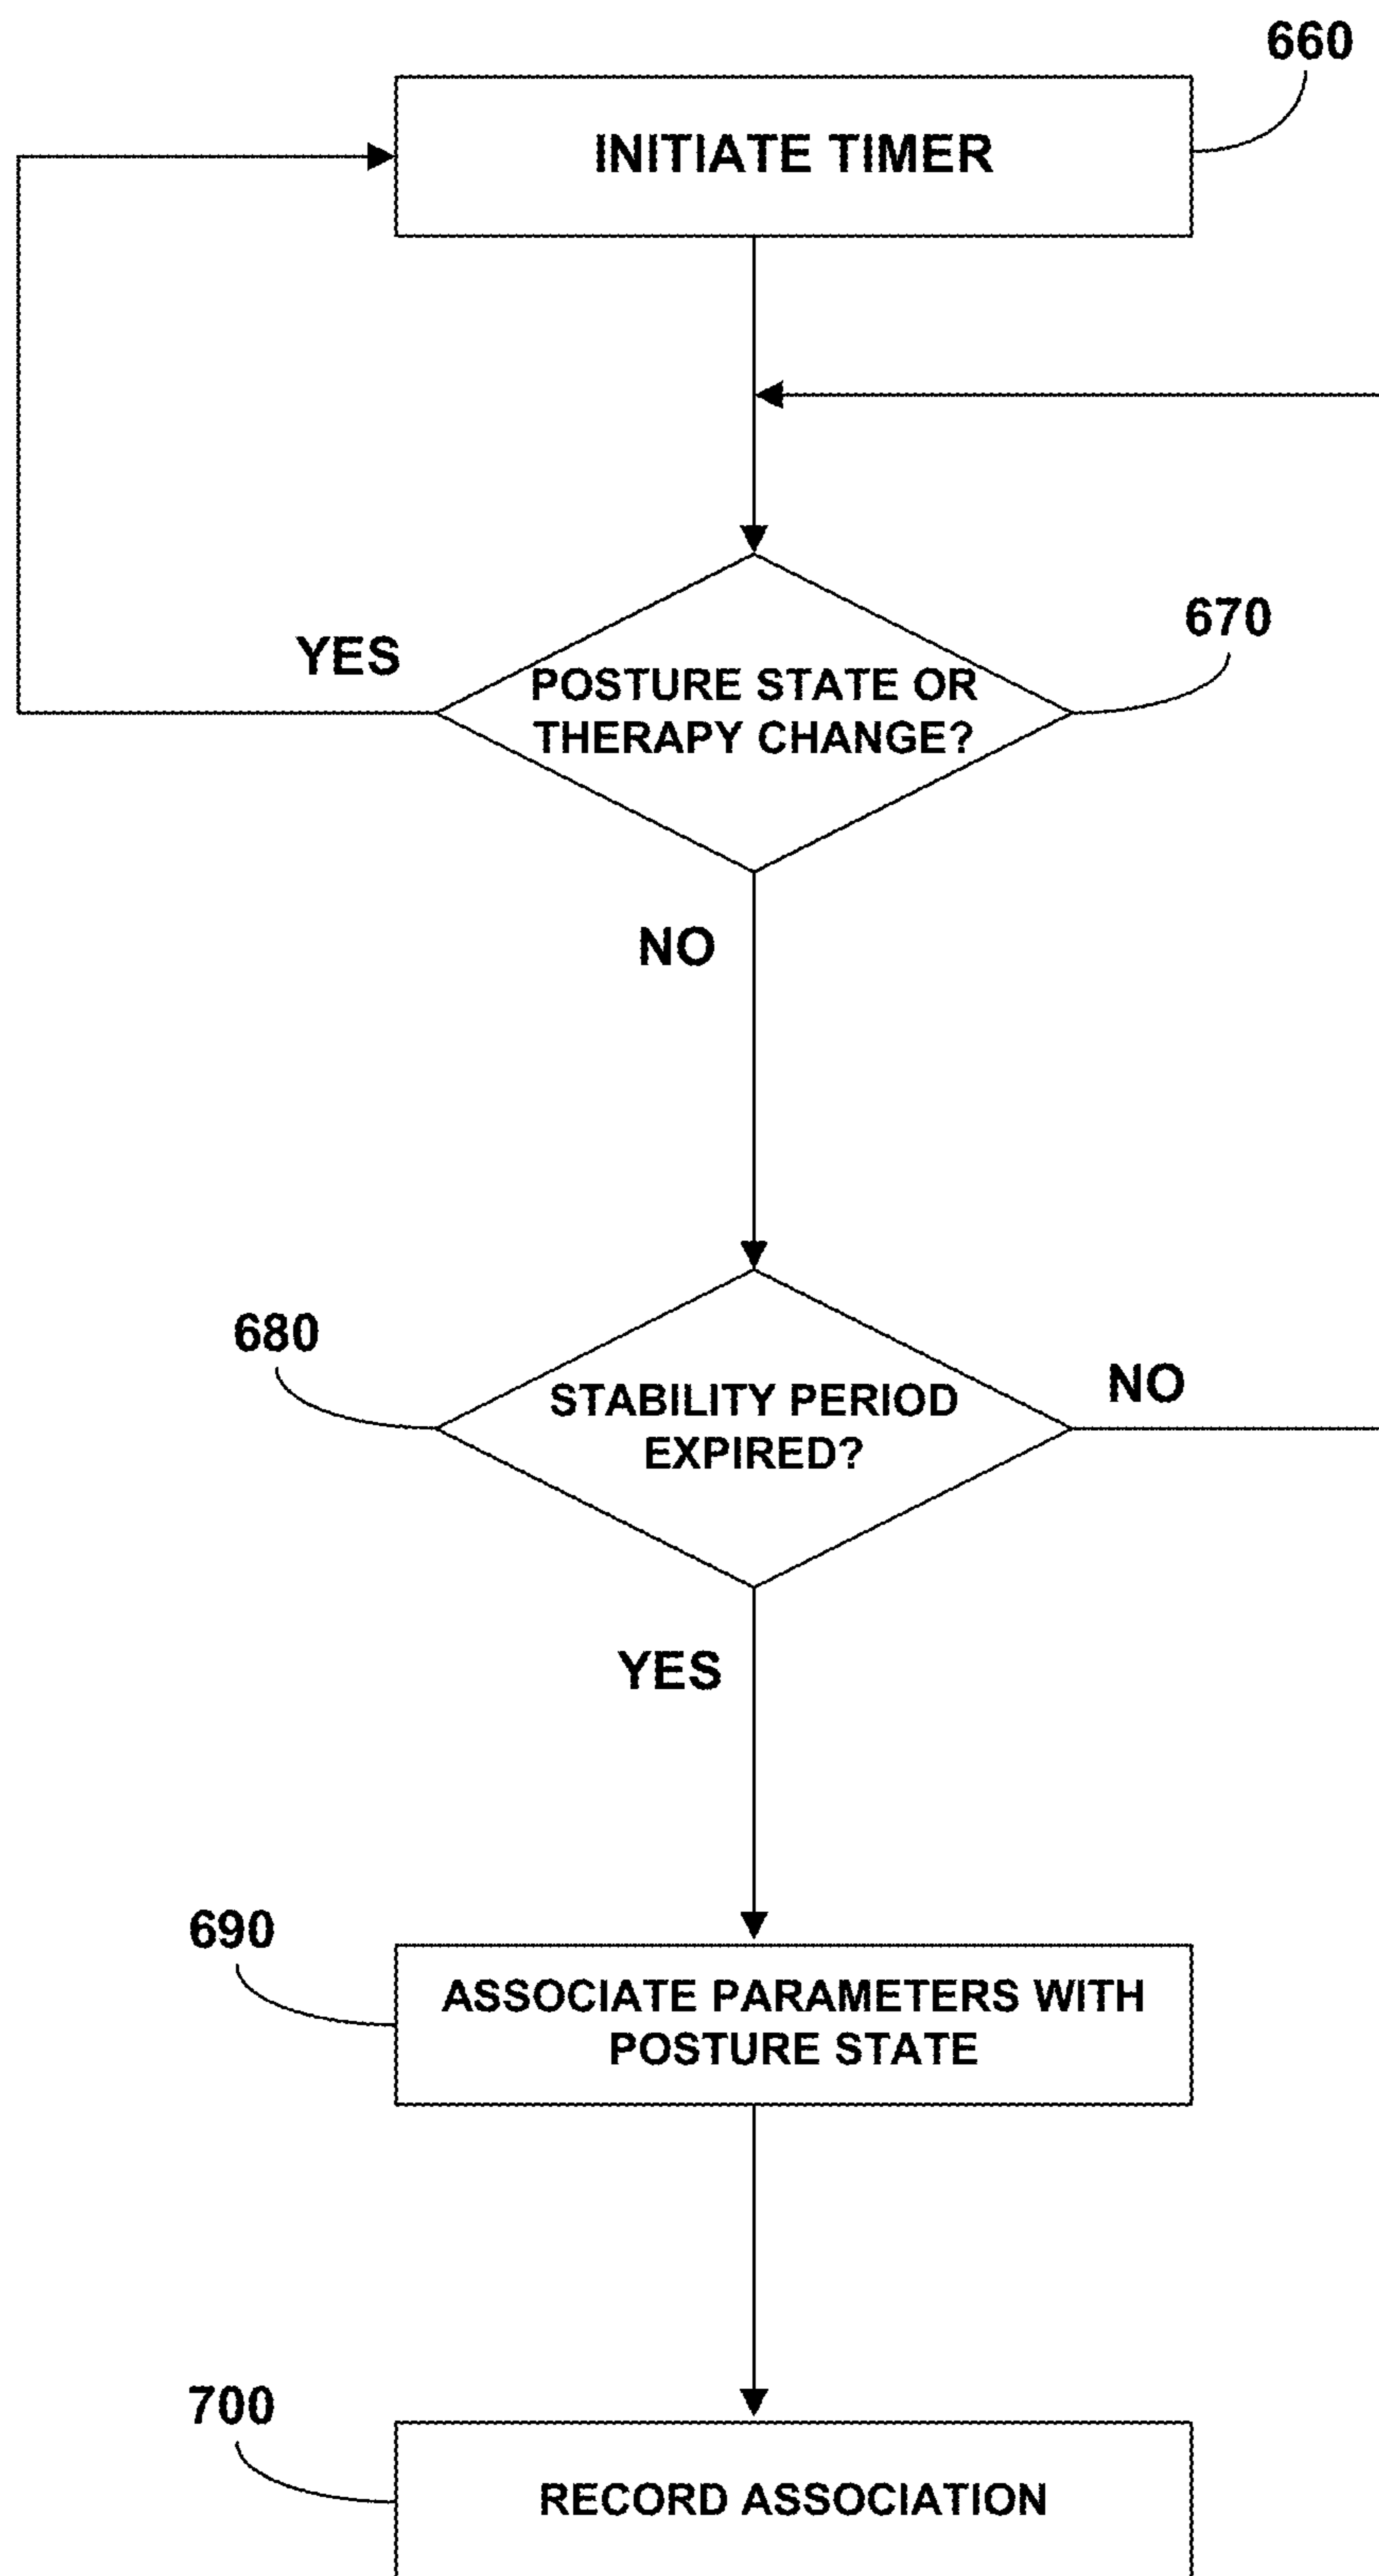 660
INITIATE TIMER
670
YES
POSTURE STATE OR
THERAPY CHANGE?
NO
680
NO
STABILITY PERIOD
EXPIRED?
YES
690
ASSOCIATE PARAMETERS WITH
POSTURE STATE
700
RECORD ASSOCIATION